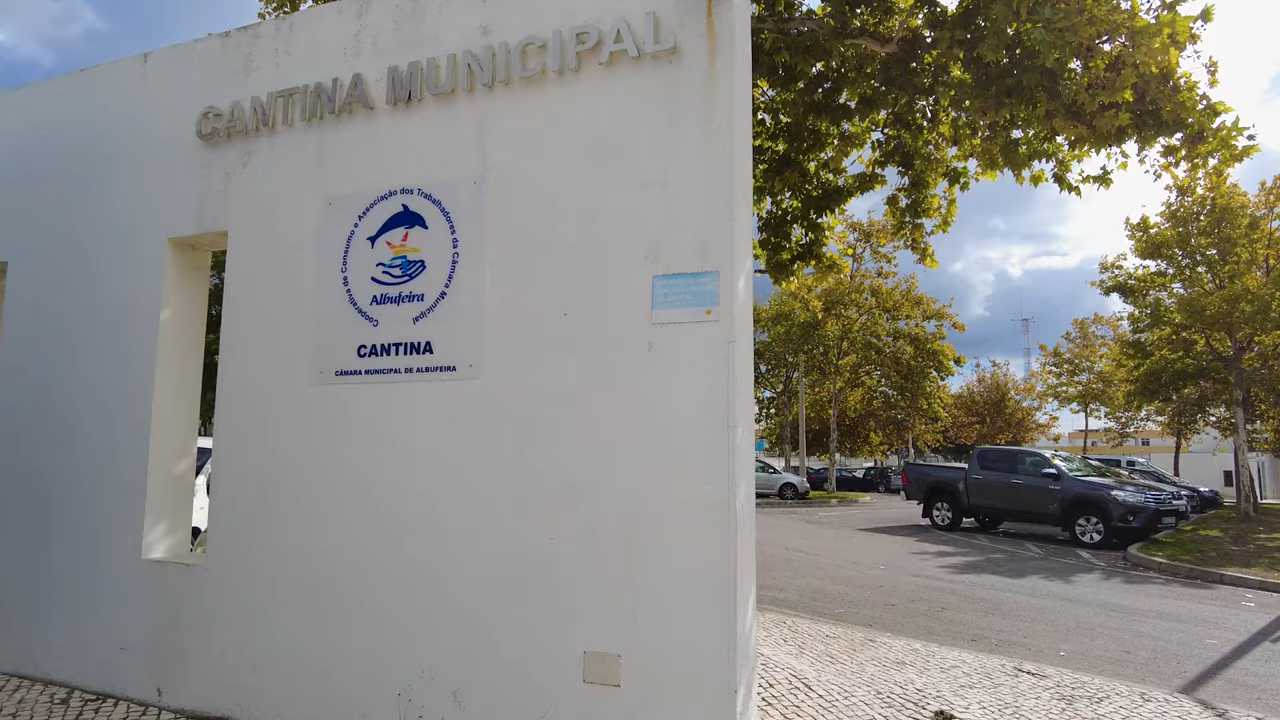 CANTINA MUNICIPAL
Cooperativa de Consumo e Associação dos Trabalhadores da Câmara Municipal
Albufeira
CANTINA
CÂMARA MUNICIPAL DE ALBUFEIRA